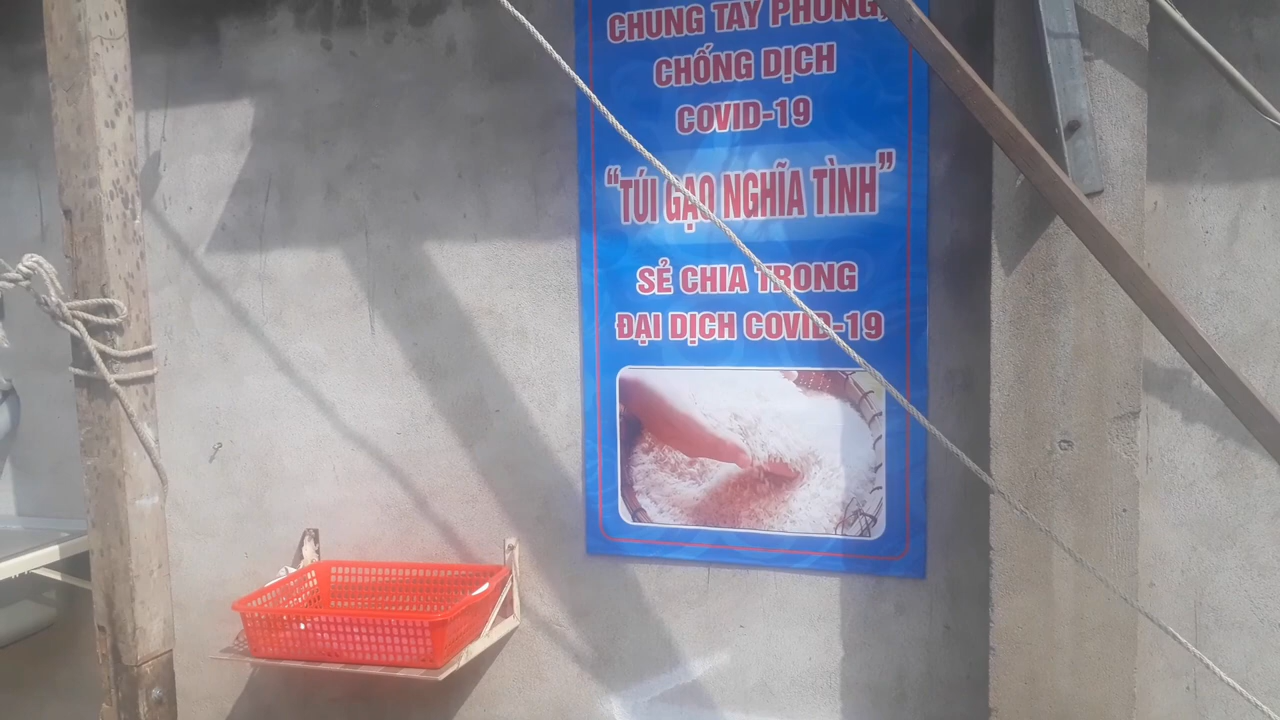 CHUNG TAY PHÒNG,
CHỐNG DỊCH
COVID-19
“TÚI GẠO NGHĨA TÌNH”
SẺ CHIA TRONG
ĐẠI DỊCH COVID-19